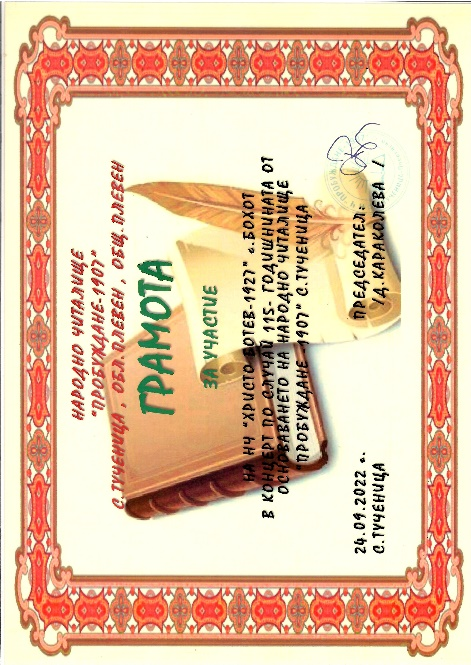 НАРОДНО ЧИТАЛИЩЕ
"ПРОБУЖДАНЕ-1907"
С.ТУЧЕНИЦА , ОБЛ.ПЛЕВЕН , ОБЩ.ПЛЕВЕН
ГРАМОТА
ЗА УЧАСТИЕ
НА НЧ "ХРИСТО БОТЕВ-1927" с.БОХОТ
В КОНЦЕРТ ПО СЛУЧАЙ 115- ГОДИШНИНАТА ОТ
ОСНОВАВАНЕТО НА НАРОДНО ЧИТАЛИЩЕ
"ПРОБУЖДАНЕ -1907" С.ТУЧЕНИЦА
24.09.2022 г.
С.ТУЧЕНИЦА
ПРЕДСЕДАТЕЛ:
/Д.КАРАКОЛЕВА /